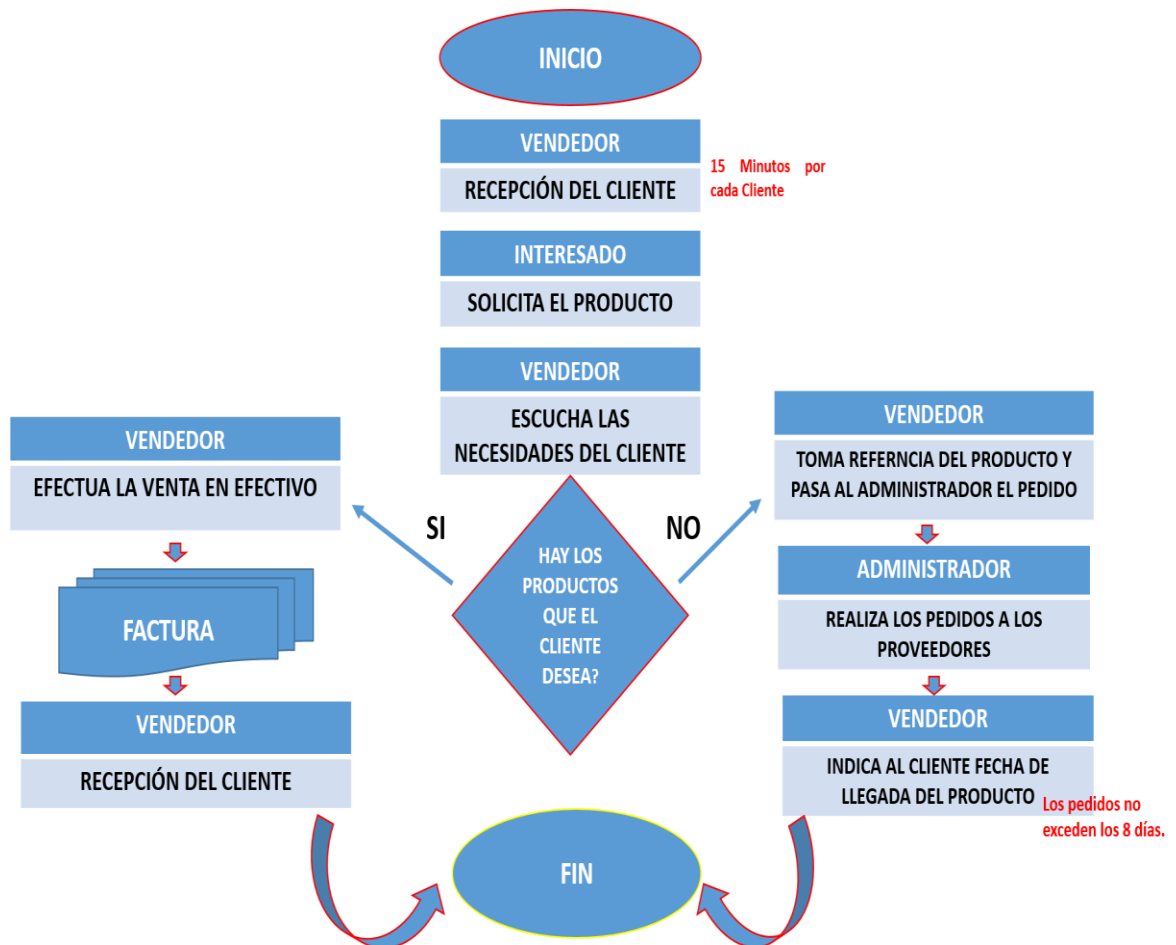 INICIO
VENDEDOR
RECEPCIÓN DEL CLIENTE
15 Minutos por
cada Cliente
INTERESADO
SOLICITA EL PRODUCTO
VENDEDOR
ESCUCHA LAS
NECESIDADES DEL CLIENTE
HAY LOS
PRODUCTOS
QUE EL
CLIENTE
DESEA?
SI
VENDEDOR
EFECTUA LA VENTA EN EFECTIVO
FACTURA
VENDEDOR
RECEPCIÓN DEL CLIENTE
NO
VENDEDOR
TOMA REFERNCIA DEL PRODUCTO Y
PASA AL ADMINISTRADOR EL PEDIDO
ADMINISTRADOR
REALIZA LOS PEDIDOS A LOS
PROVEEDORES
VENDEDOR
INDICA AL CLIENTE FECHA DE
LLEGADA DEL PRODUCTO
Los pedidos no
exceden los 8 días.
FIN